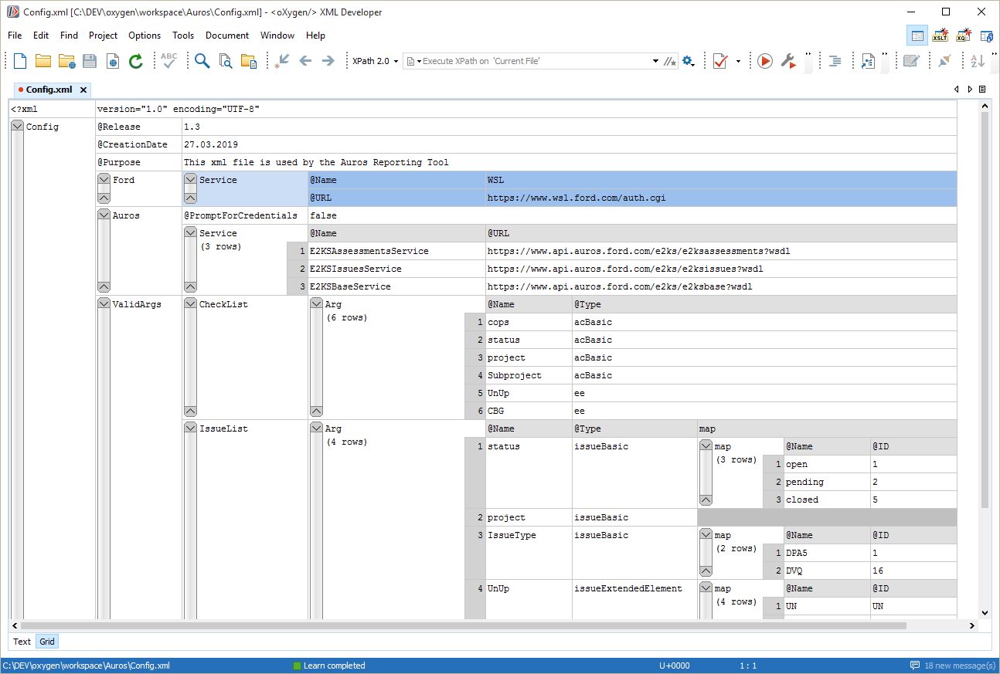 Config.xml [C:\DEV\oxygen\workspace\Auros\Config.xml] - <oXygen/> XML Developer
File Edit Find Project Options Tools Document Window Help
XSLT XQ
ABC XPath 2.0 Execute XPath on 'Current File' A Z
Config.xml
<?xml version="1.0" encoding="UTF-8"
Config @Release 1.3
@CreationDate 27.03.2019
@Purpose This xml file is used by the Auros Reporting Tool
Ford Service @Name WSL
@URL https://www.wsl.ford.com/auth.cgi
Auros @PromptForCredentials false
Service @Name @URL
(3 rows)
1 E2KSAssessmentsService https://www.api.auros.ford.com/e2ks/e2ksassessments?wsdl
2 E2KSIssuesService https://www.api.auros.ford.com/e2ks/e2ksissues?wsdl
3 E2KSBaseService https://www.api.auros.ford.com/e2ks/e2ksbase?wsdl
ValidArgs CheckList Arg @Name @Type
(6 rows)
1 cops acBasic
2 status acBasic
3 project acBasic
4 Subproject acBasic
5 UnUp ee
6 CBG ee
IssueList Arg @Name @Type map
(4 rows)
1 status issueBasic map @Name @ID
(3 rows)
1 open 1
2 pending 2
3 closed 5
2 project issueBasic
3 IssueType issueBasic map @Name @ID
(2 rows)
1 DPA5 1
2 DVQ 16
4 UnUp issueExtendedElement map @Name @ID
(4 rows)
1 UN UN
Text Grid
C:\DEV\oxygen\workspace\Auros\Config.xml Learn completed U+0000 1 : 1 18 new message(s)